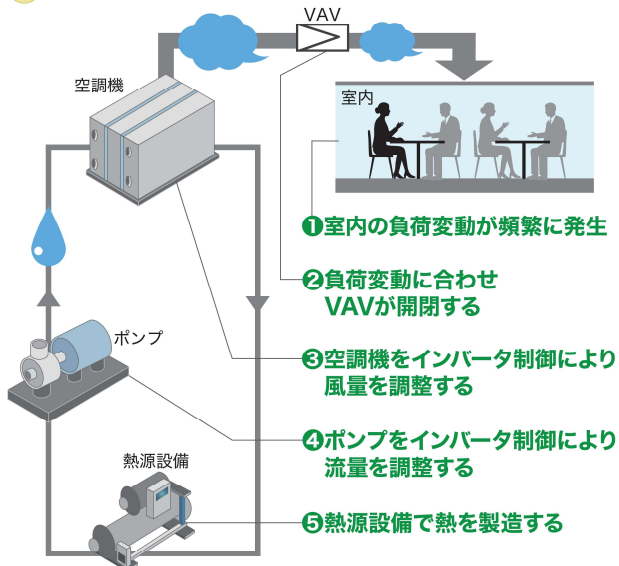 VAV
空調機
室内
❶室内の負荷変動が頻繁に発生
❷負荷変動に合わせ
VAVが開閉する
ポンプ
❸空調機をインバータ制御により
風量を調整する
❹ポンプをインバータ制御により
流量を調整する
熱源設備
❺熱源設備で熱を製造する